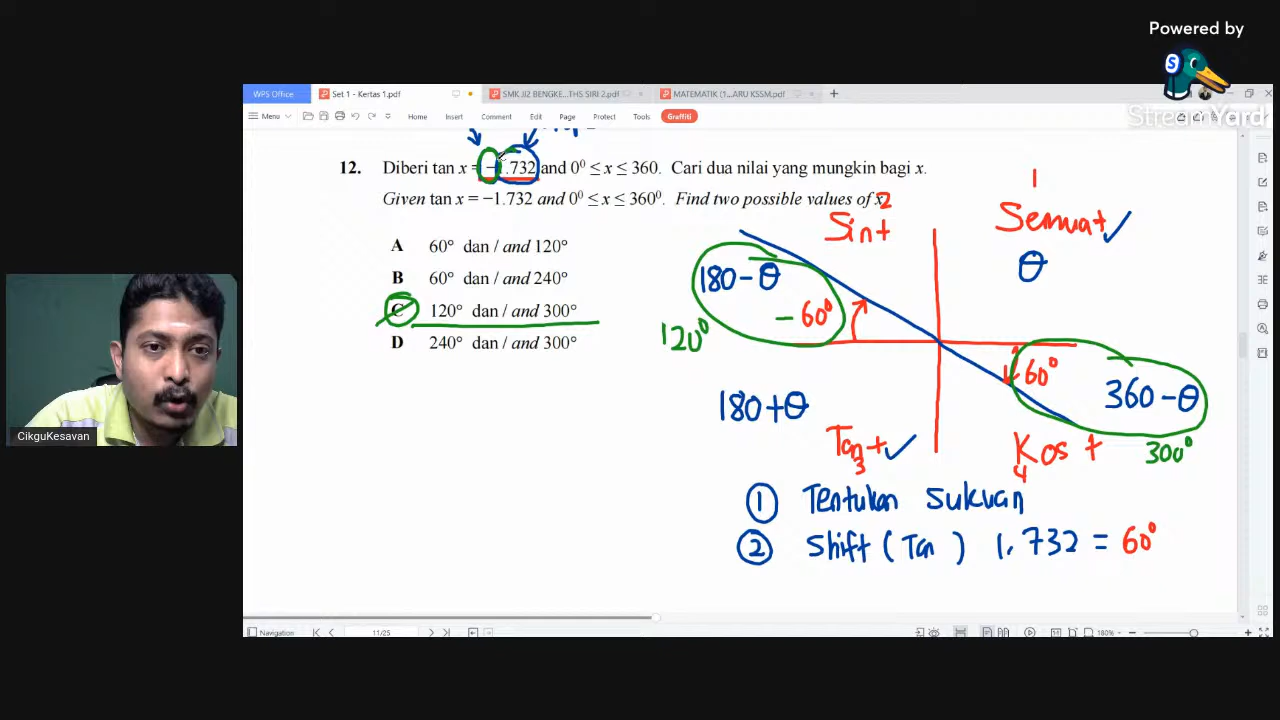 Powered by
StreamYard
WPS Office
Set 1 - Kertas 1.pdf
SMK JI2 BENGKE...THS SIRI 2.pdf
MATEMATIK (1...ARU KSSM.pdf
Menu
Home
Insert
Comment
Edit
Page
Protect
Tools
Graffiti
12. Diberi tan x = −1.732 and 0⁰ ≤ x ≤ 360. Cari dua nilai yang mungkin bagi x.
Given tan x = −1.732 and 0⁰ ≤ x ≤ 360⁰. Find two possible values of x
A 60° dan / and 120°
B 60° dan / and 240°
C 120° dan / and 300°
D 240° dan / and 300°
2
Sin +
1
Semua +
θ
180 − θ
− 60°
120°
60°
360 − θ
300°
180 + θ
Tan +
3
Kos +
4
1 Tentukan Sukuan
2 Shift (Tan ) 1.732 = 60°
CikguKesavan
Navigation
11/25
180%